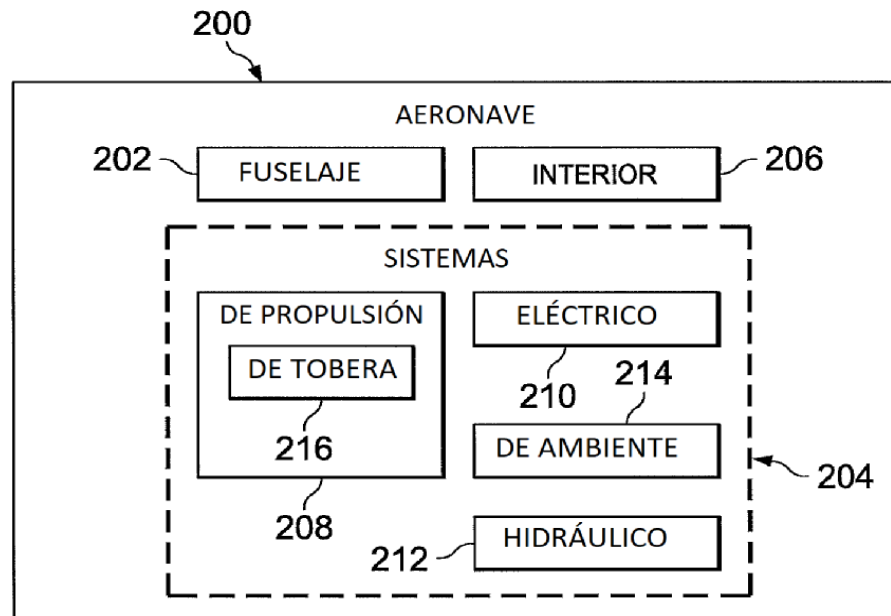 200
AERONAVE
202
FUSELAJE
INTERIOR
206
SISTEMAS
DE PROPULSIÓN
ELÉCTRICO
DE TOBERA
210
214
216
DE AMBIENTE
204
208
212
HIDRÁULICO